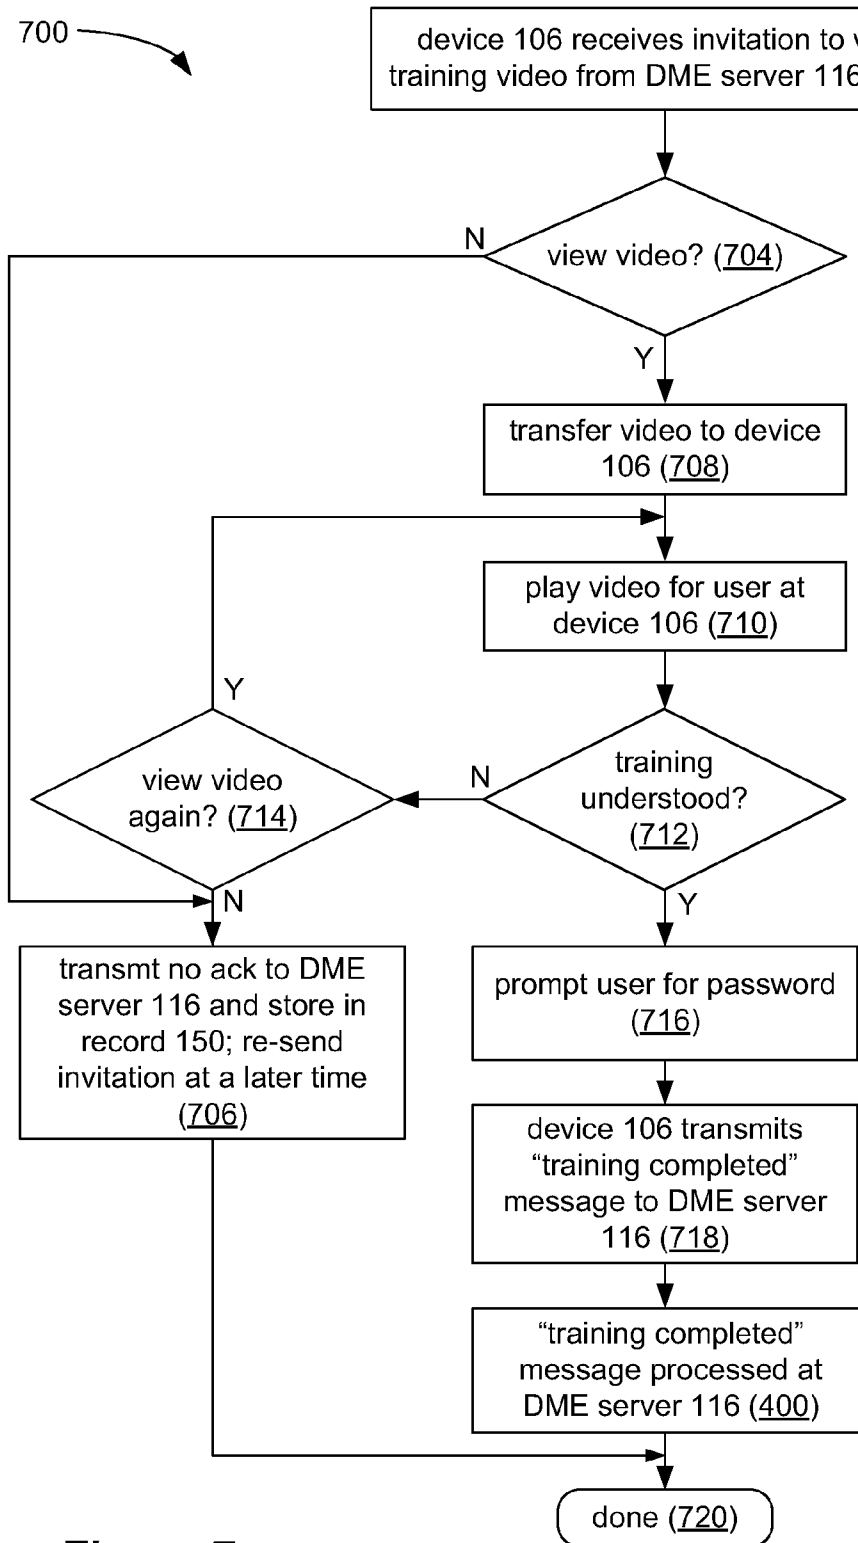 700
device 106 receives invitation to
training video from DME server 116
N
view video? (704)
Y
transfer video to device
106 (708)
play video for user at
device 106 (710)
Y
view video
again? (714)
N
training
understood?
(712)
N
Y
transmt no ack to DME
server 116 and store in
record 150; re-send
invitation at a later time
(706)
prompt user for password
(716)
device 106 transmits
“training completed”
message to DME server
116 (718)
“training completed”
message processed at
DME server 116 (400)
done (720)